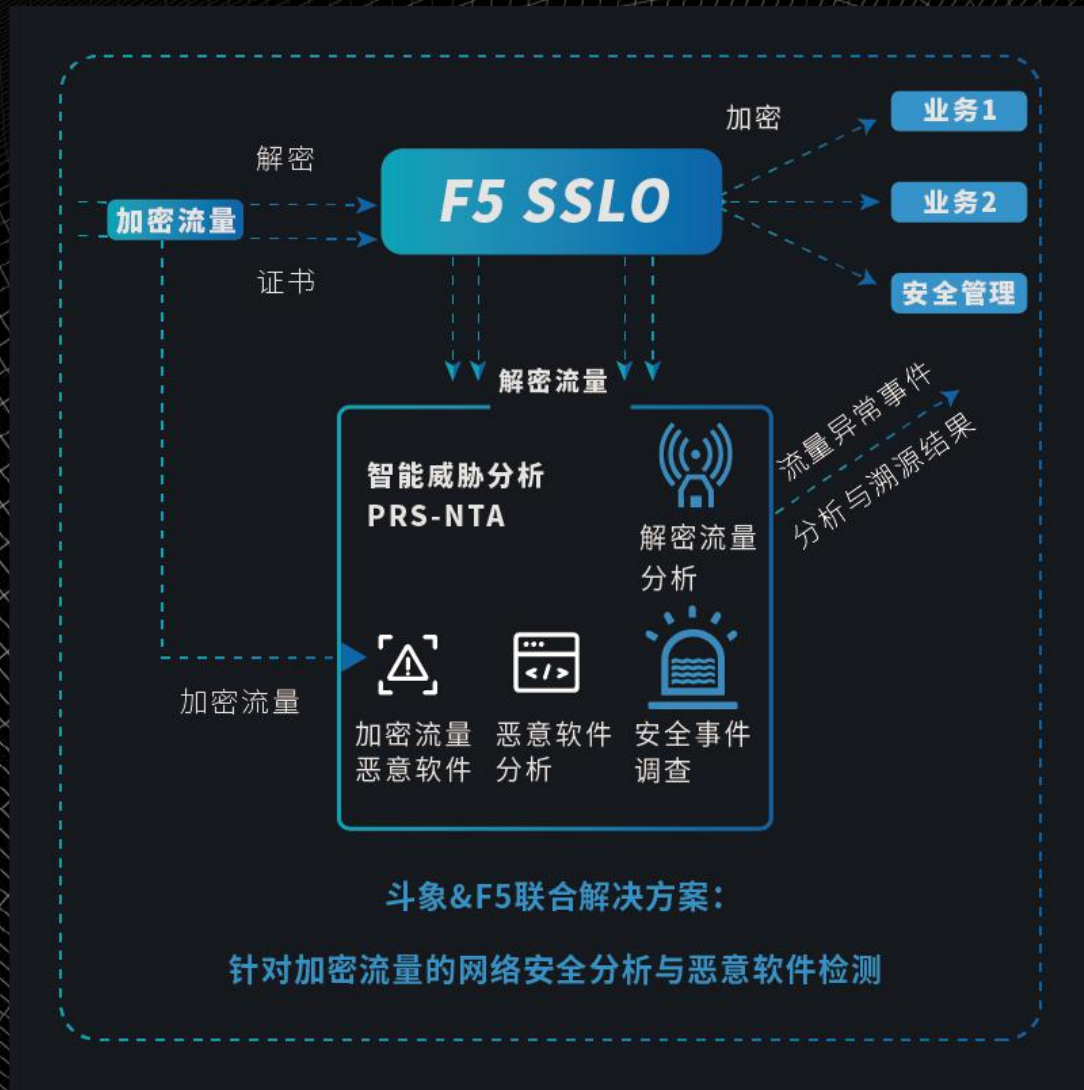 加密
业务1
解密
F5 SSLO
业务2
加密流量
证书
安全管理
解密流量
流量异常事件
分析与溯源结果
智能威胁分析
PRS-NTA
解密流量
分析
加密流量
加密流量
恶意软件
恶意软件
分析
安全事件
调查
斗象&F5联合解决方案：
针对加密流量的网络安全分析与恶意软件检测